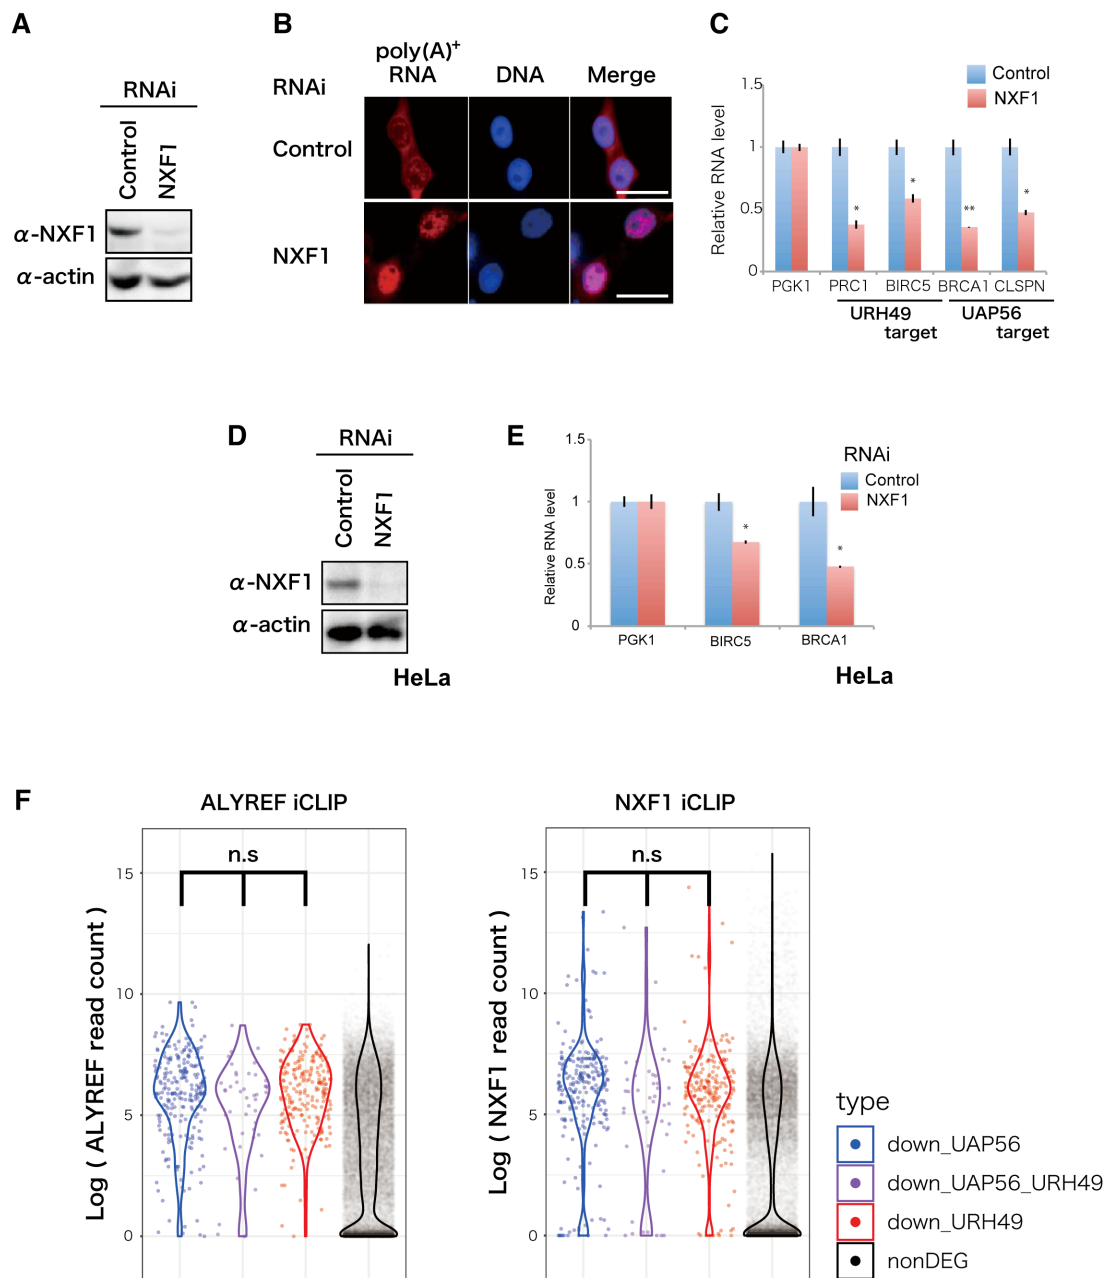 A
RNAi
Control
NXF1
α-NXF1
α-actin
B
RNAi
poly(A)+
RNA
DNA
Merge
Control
NXF1
C
Control
NXF1
Relative RNA level
1.5
1
0.5
0
*
*
**
*
PGK1
PRC1
BIRC5
BRCA1
CLSPN
URH49
target
UAP56
target
D
RNAi
Control
NXF1
α-NXF1
α-actin
HeLa
E
RNAi
Control
NXF1
Relative RNA level
1.5
1
0.5
0
*
*
PGK1
BIRC5
BRCA1
HeLa
F
ALYREF iCLIP
n.s
Log ( ALYREF read count )
15
10
5
0
NXF1 iCLIP
n.s
Log ( NXF1 read count )
15
10
5
0
type
down_UAP56
down_UAP56_URH49
down_URH49
nonDEG